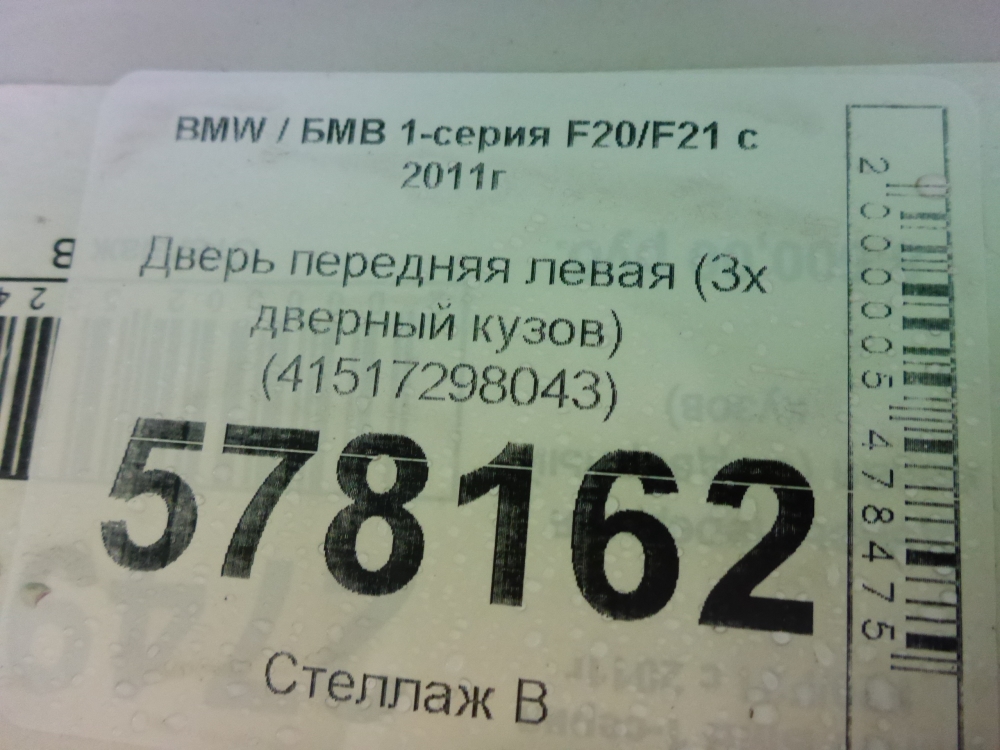 BMW / БМВ 1-серия F20/F21 с
2011г
Дверь передняя левая (3х
дверный кузов)
(41517298043)
578162
Стеллаж В
2000005478475